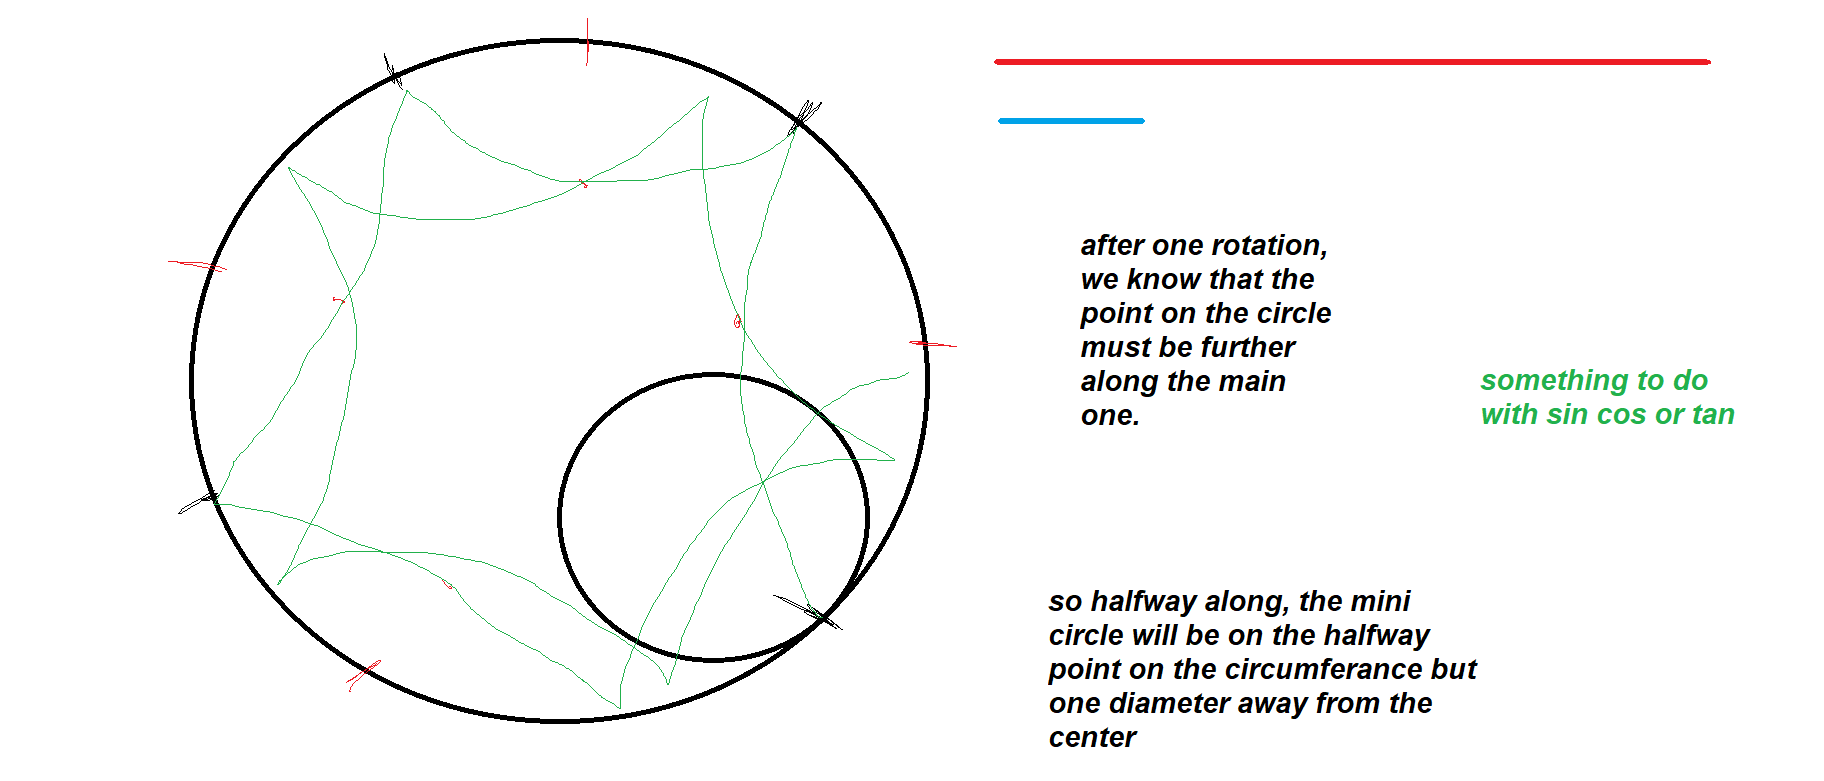 after one rotation,
we know that the
point on the circle
must be further
along the main
one.
something to do
with sin cos or tan
so halfway along, the mini
circle will be on the halfway
point on the circumferance but
one diameter away from the
center